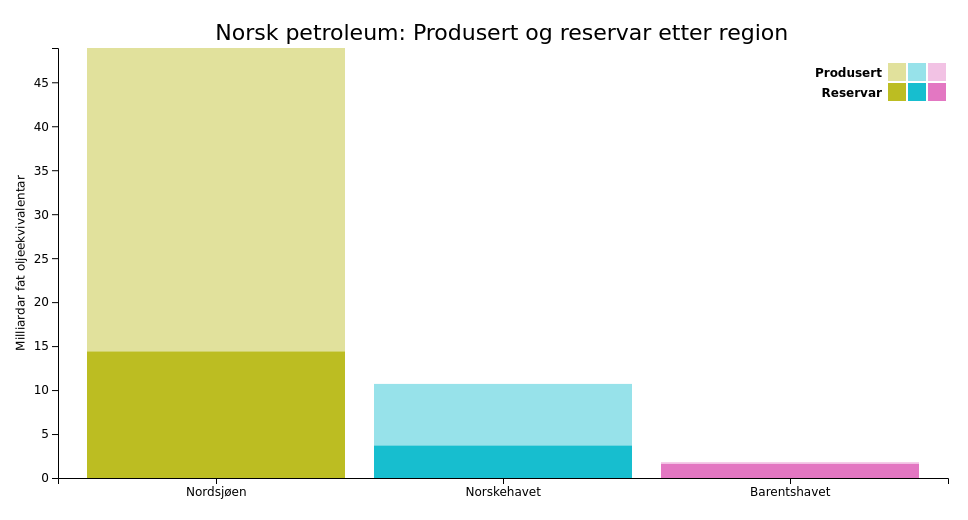 Norsk petroleum: Produsert og reservar etter region
Produsert
Reservar
Milliardar fat oljeekvivalentar
45
40
35
30
25
20
15
10
5
0
Nordsjøen
Norskehavet
Barentshavet